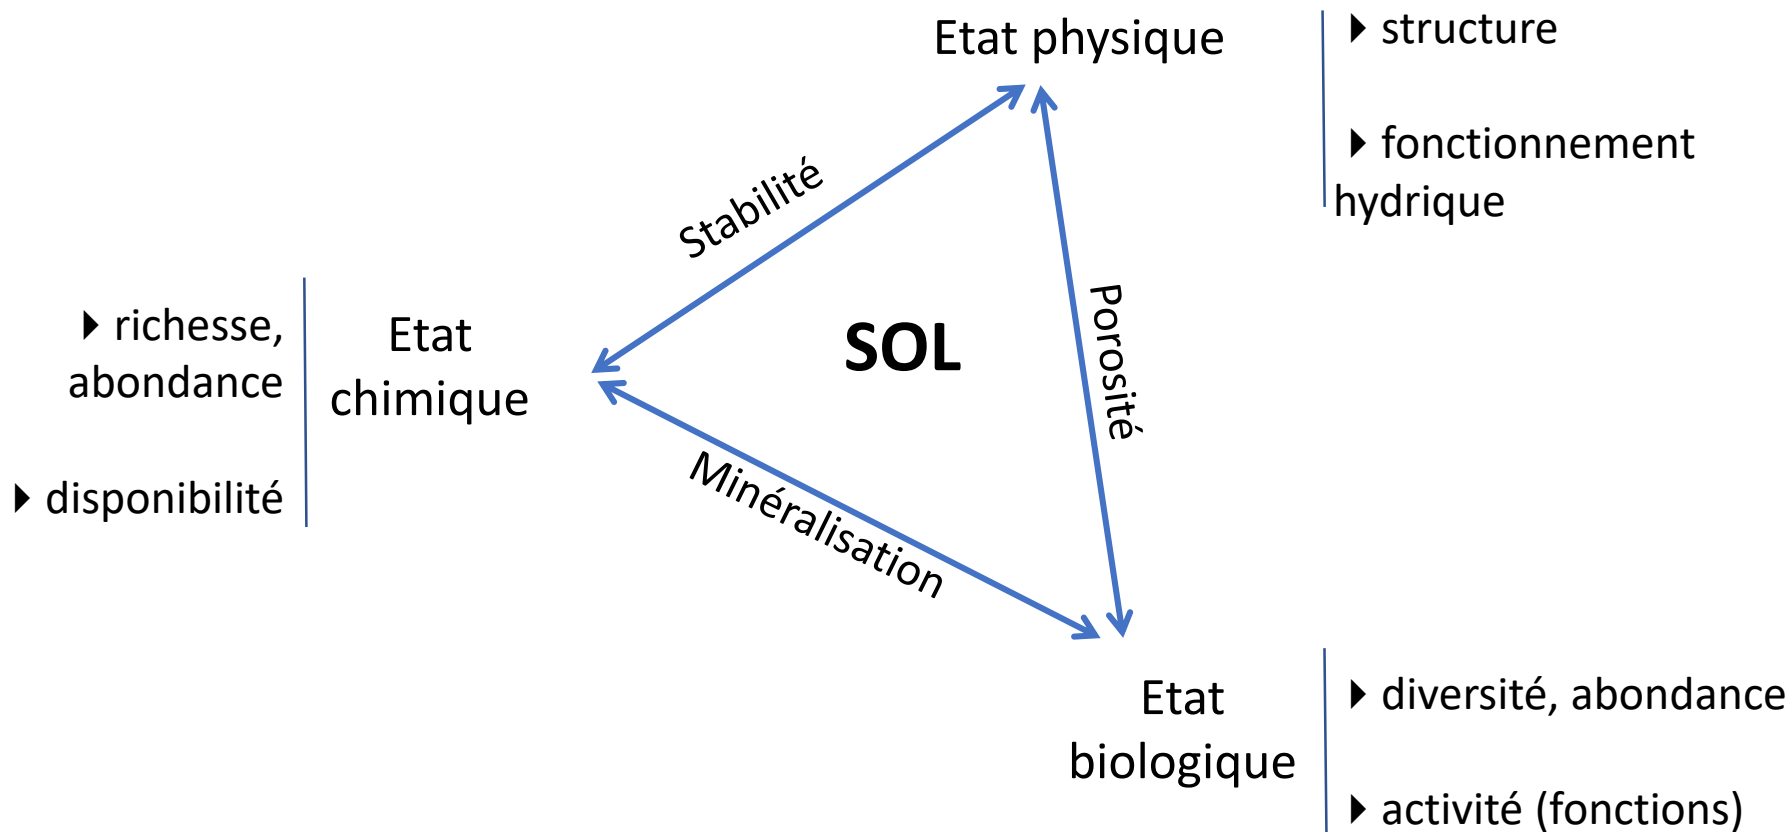 Etat physique
▶ structure
▶ fonctionnement
hydrique
Stabilité
Porosité
SOL
▶ richesse,
abondance
▶ disponibilité
Etat
chimique
Minéralisation
Etat
biologique
▶ diversité, abondance
▶ activité (fonctions)